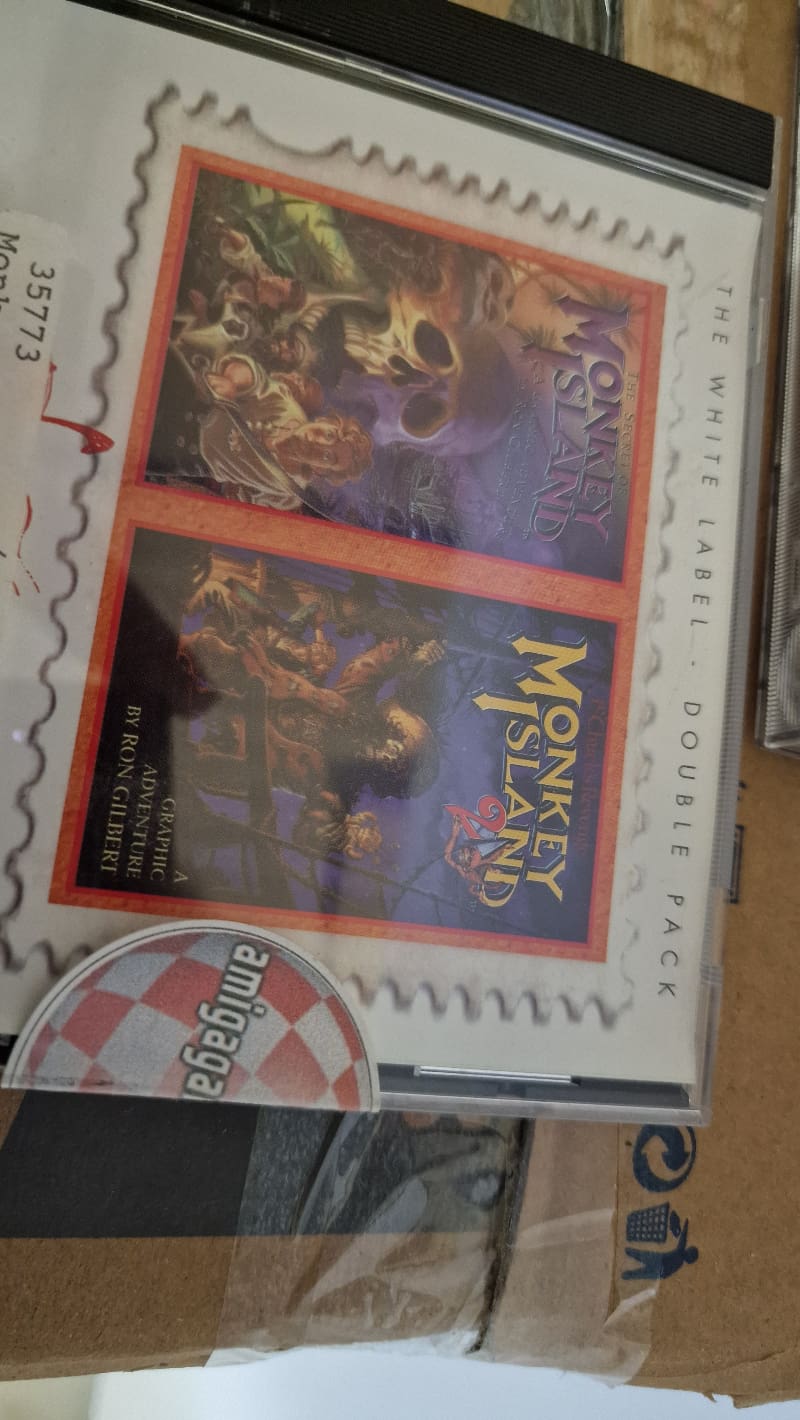 THE WHITE LABEL - DOUBLE PACK
THE SECRET OF
MONKEY
ISLAND
MONKEY
ISLAND
2
A
GRAPHIC
ADVENTURE
BY RON GILBERT
35773
amigaga